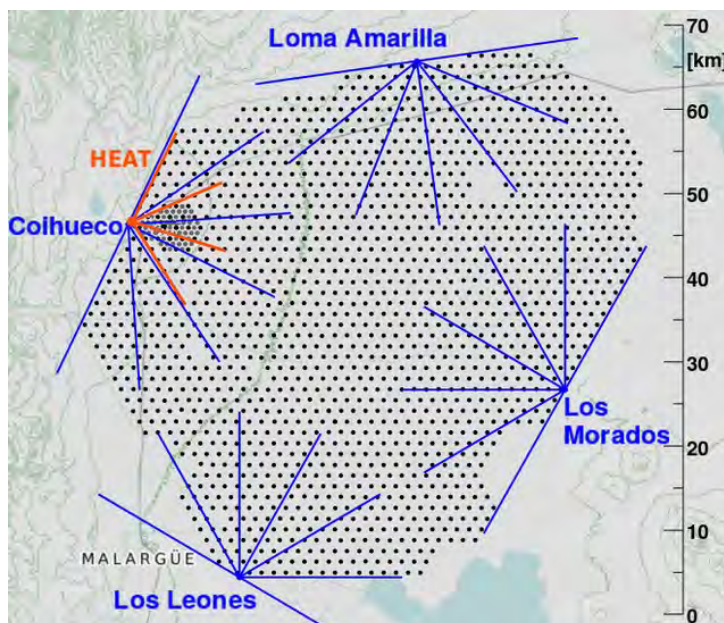 Loma Amarilla
70
[km]
60
HEAT
50
Coihueco
40
30
Los
Morados
20
10
MALARGÜE
Los Leones
0